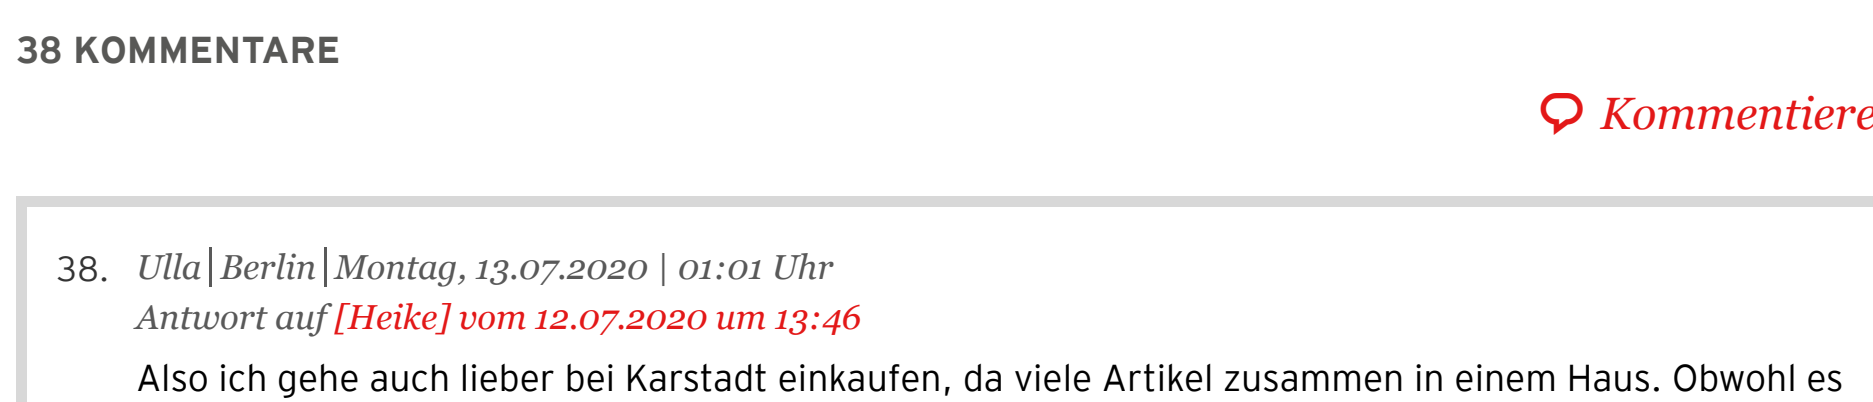 38 KOMMENTARE
Kommentiere
38. Ulla|Berlin|Montag, 13.07.2020 | 01:01 Uhr
Antwort auf [Heike] vom 12.07.2020 um 13:46
Also ich gehe auch lieber bei Karstadt einkaufen, da viele Artikel zusammen in einem Haus. Obwohl es